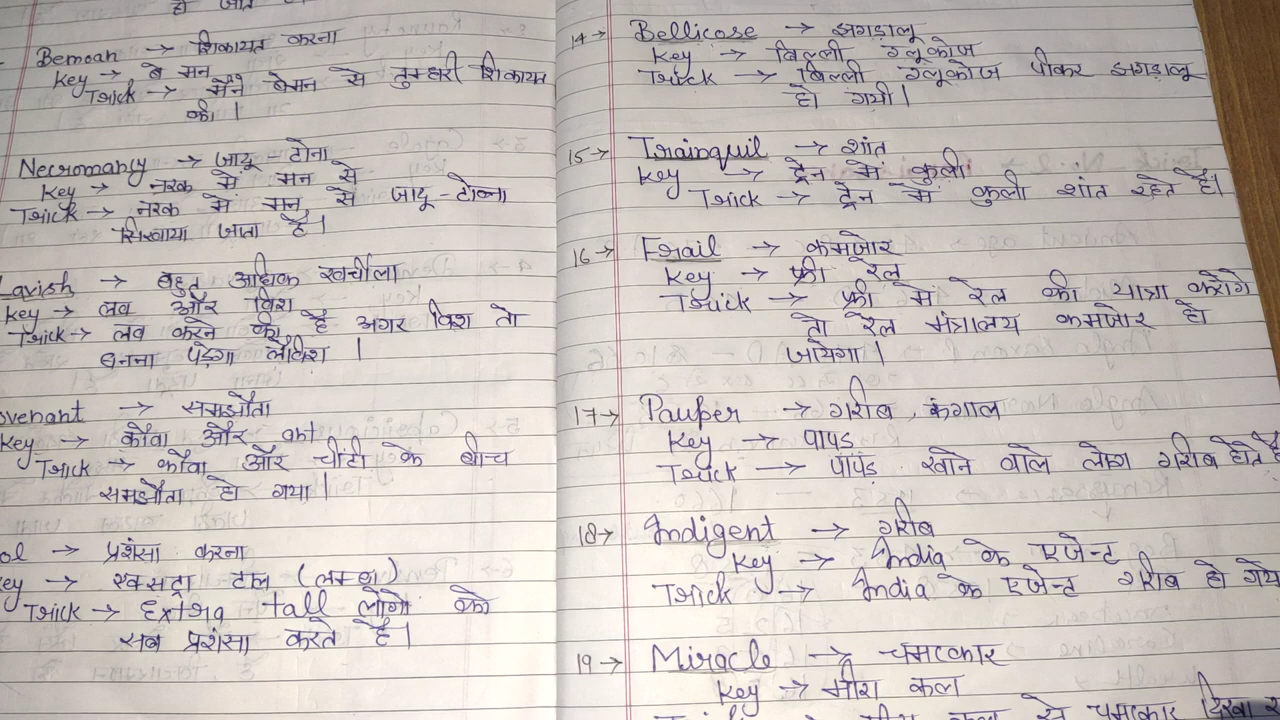 Bemoan → शिकायत करना
Key → बे मन
Trick → मैंने बेमन से तुम्हारी शिकायत
की।
Necromancy → जादू - टोना
Key → नरक में मन से
Trick → नरक में मन से जादू - टोना
सिखाया जाता है।
Lavish → बहुत अधिक खर्चीला
Key → लव और विश
Trick → लव करने की है अगर विश तो
बनना पड़ेगा लैविश।
ovenant → समझौता
Key → कौवा और
Trick → कौवा और चींटी के बीच
समझौता हो गया।
ol → प्रशंसा करना
Key → एक्सट्रा टाल (लम्बा)
Trick → Extra tall लोगो की
सब प्रशंसा करते है।
14 → Bellicose → झगड़ालू
Key → बिल्ली ग्लूकोज
Trick → बिल्ली ग्लूकोज पीकर झगड़ालू
हो गयी।
15 → Trainquil → शांत
Key → ट्रेन में कुली
Trick → ट्रेन में कुली शांत रहते है।
16 → Frail → कमजोर
Key → फ्री रेल
Trick → फ्री में रेल की यात्रा करोगे
तो रेल मंत्रालय कमजोर हो
जायेगा।
17 → Pauper → गरीब, कंगाल
Key → पापड़
Trick → पापड़ खाने वाले लोग गरीब होते है
18 → Indigent → गरीब
Key → India के एजेन्ट
Trick → India के एजेन्ट गरीब हो गये
19 → Miracle → चमत्कार
Key → मीरा कल
कल से चमत्कार दिखा